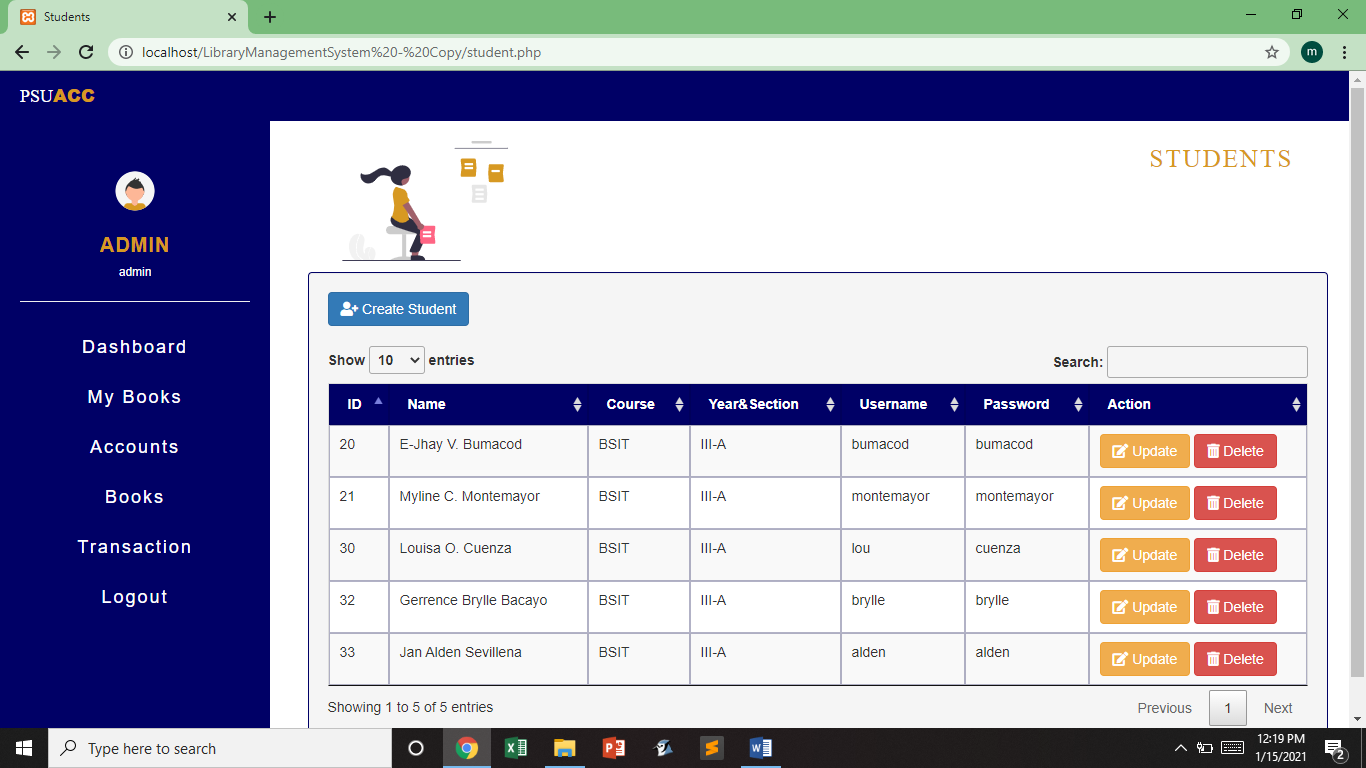 Students
localhost/LibraryManagementSystem%20-%20Copy/student.php
m
PSUACC
STUDENTS
ADMIN
admin
Dashboard
My Books
Accounts
Books
Transaction
Logout
Create Student
Show 10 entries
Search:
ID Name Course Year&Section Username Password Action
20 E-Jhay V. Bumacod BSIT III-A bumacod bumacod Update Delete
21 Myline C. Montemayor BSIT III-A montemayor montemayor Update Delete
30 Louisa O. Cuenza BSIT III-A lou cuenza Update Delete
32 Gerrence Brylle Bacayo BSIT III-A brylle brylle Update Delete
33 Jan Alden Sevillena BSIT III-A alden alden Update Delete
Showing 1 to 5 of 5 entries
Previous 1 Next
Type here to search
12:19 PM
1/15/2021
2